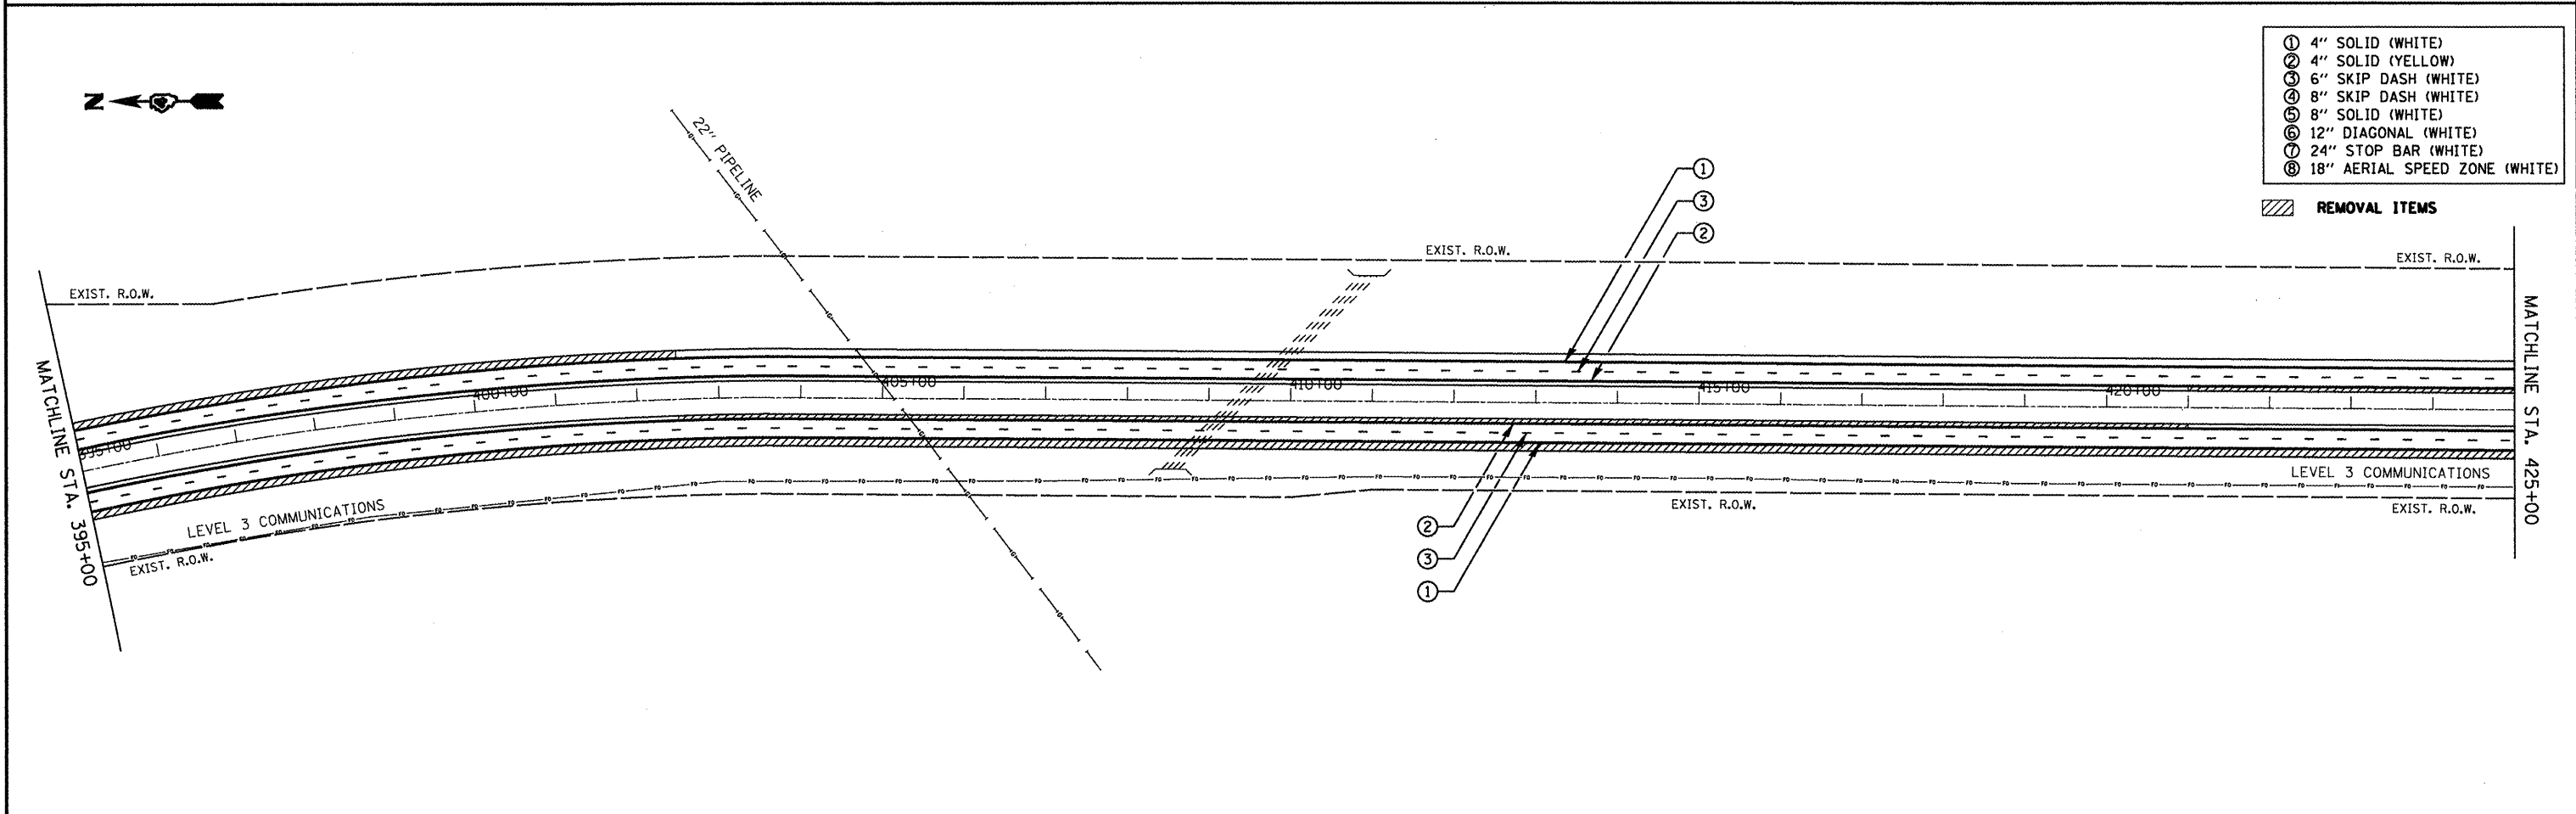 ① 4" SOLID (WHITE)
② 4" SOLID (YELLOW)
③ 6" SKIP DASH (WHITE)
④ 8" SKIP DASH (WHITE)
⑤ 8" SOLID (WHITE)
⑥ 12" DIAGONAL (WHITE)
⑦ 24" STOP BAR (WHITE)
⑧ 18" AERIAL SPEED ZONE (WHITE)
REMOVAL ITEMS
N
22" PIPELINE
①
③
②
EXIST. R.O.W.
EXIST. R.O.W.
EXIST. R.O.W.
MATCHLINE STA. 395+00
395+00
400+00
405+00
410+00
415+00
420+00
MATCHLINE STA. 425+00
LEVEL 3 COMMUNICATIONS
LEVEL 3 COMMUNICATIONS
EXIST. R.O.W.
EXIST. R.O.W.
EXIST. R.O.W.
②
③
①